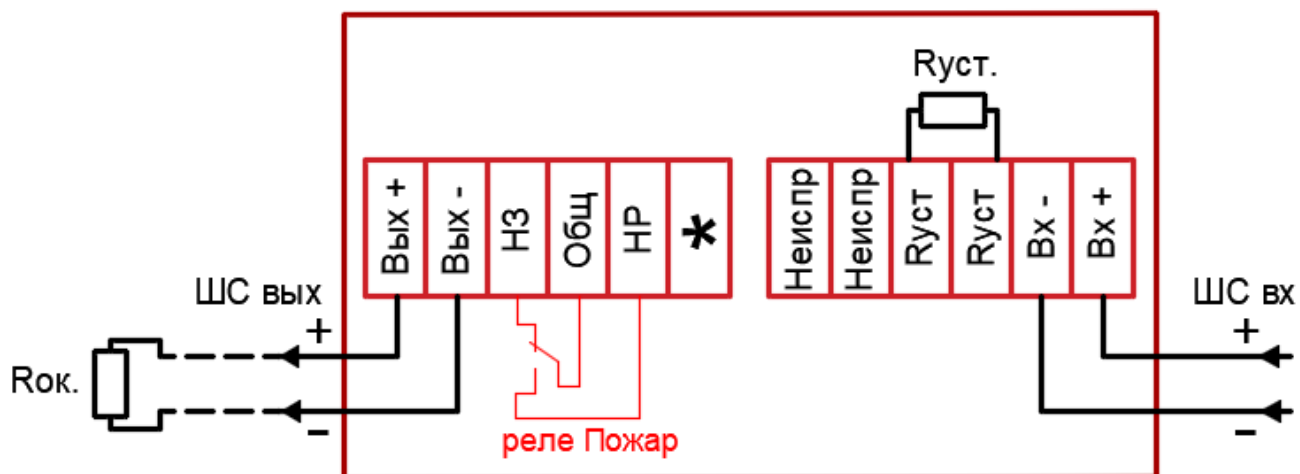 Rуст.
Вых +
Вых -
НЗ
Общ
НР
*
Неиспр
Неиспр
Rуст
Rуст
Вх -
Вх +
ШС вых
+
-
ШС вх
+
-
Rок.
реле Пожар